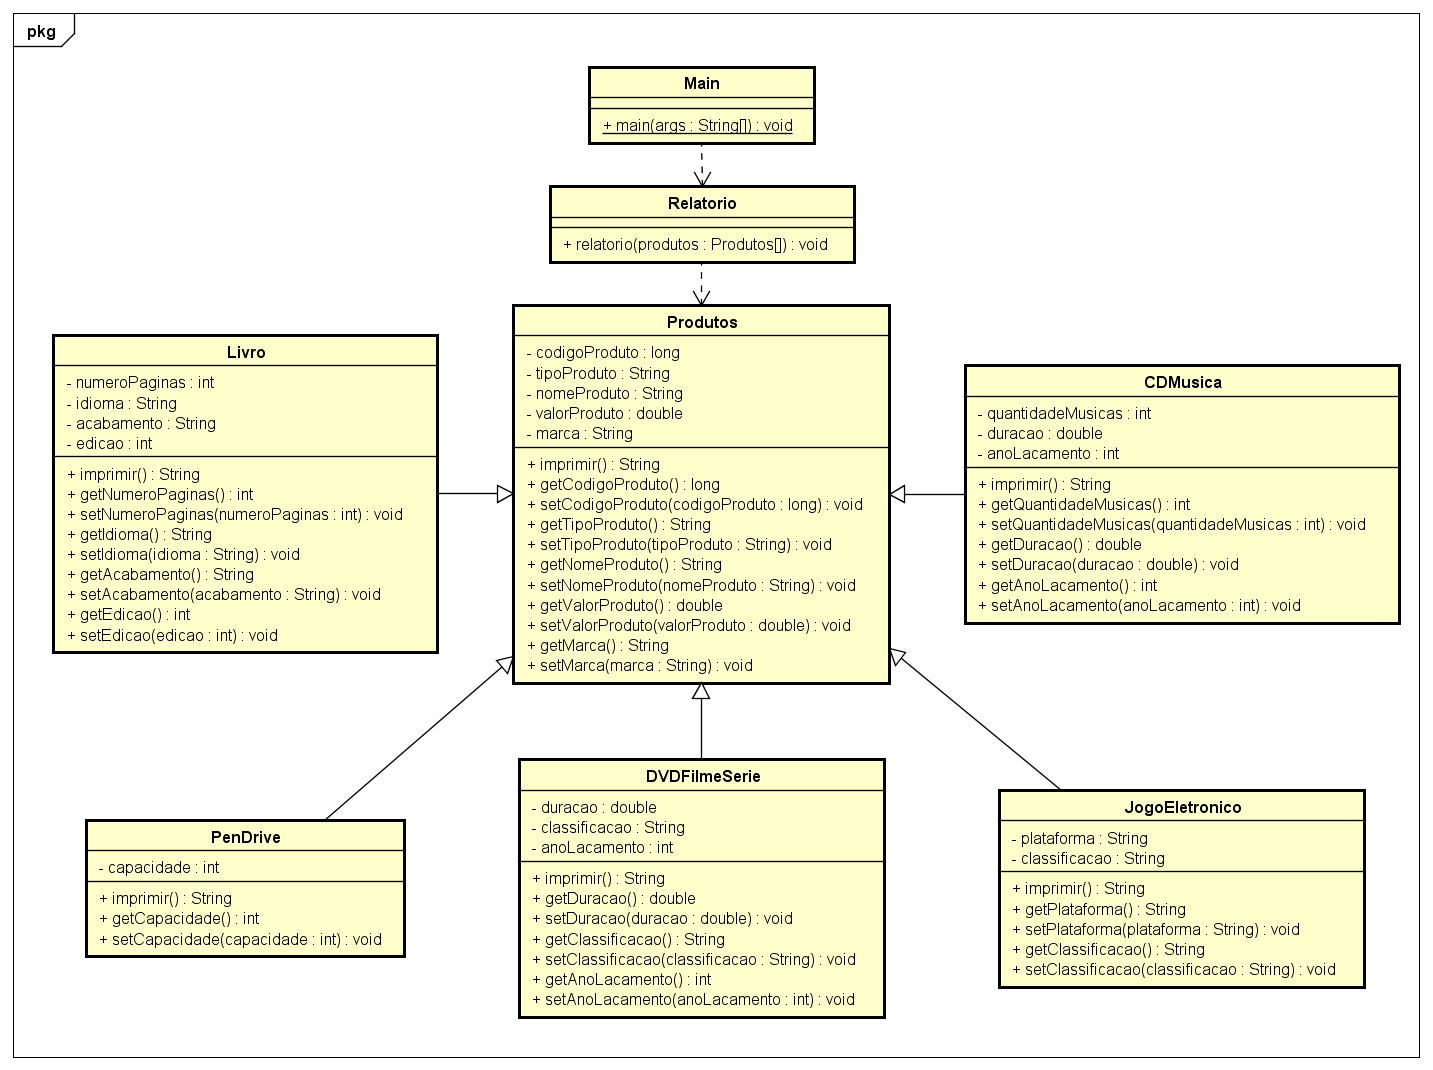 pkg
Main
+ main(args : String[]) : void
Relatorio
+ relatorio(produtos : Produtos[]) : void
Produtos
- codigoProduto : long
- tipoProduto : String
- nomeProduto : String
- valorProduto : double
- marca : String
+ imprimir() : String
+ getCodigoProduto() : long
+ setCodigoProduto(codigoProduto : long) : void
+ getTipoProduto() : String
+ setTipoProduto(tipoProduto : String) : void
+ getNomeProduto() : String
+ setNomeProduto(nomeProduto : String) : void
+ getValorProduto() : double
+ setValorProduto(valorProduto : double) : void
+ getMarca() : String
+ setMarca(marca : String) : void
Livro
- numeroPaginas : int
- idioma : String
- acabamento : String
- edicao : int
+ imprimir() : String
+ getNumeroPaginas() : int
+ setNumeroPaginas(numeroPaginas : int) : void
+ getIdioma() : String
+ setIdioma(idioma : String) : void
+ getAcabamento() : String
+ setAcabamento(acabamento : String) : void
+ getEdicao() : int
+ setEdicao(edicao : int) : void
CDMusica
- quantidadeMusicas : int
- duracao : double
- anoLacamento : int
+ imprimir() : String
+ getQuantidadeMusicas() : int
+ setQuantidadeMusicas(quantidadeMusicas : int) : void
+ getDuracao() : double
+ setDuracao(duracao : double) : void
+ getAnoLacamento() : int
+ setAnoLacamento(anoLacamento : int) : void
PenDrive
- capacidade : int
+ imprimir() : String
+ getCapacidade() : int
+ setCapacidade(capacidade : int) : void
DVDFilmeSerie
- duracao : double
- classificacao : String
- anoLacamento : int
+ imprimir() : String
+ getDuracao() : double
+ setDuracao(duracao : double) : void
+ getClassificacao() : String
+ setClassificacao(classificacao : String) : void
+ getAnoLacamento() : int
+ setAnoLacamento(anoLacamento : int) : void
JogoEletronico
- plataforma : String
- classificacao : String
+ imprimir() : String
+ getPlataforma() : String
+ setPlataforma(plataforma : String) : void
+ getClassificacao() : String
+ setClassificacao(classificacao : String) : void